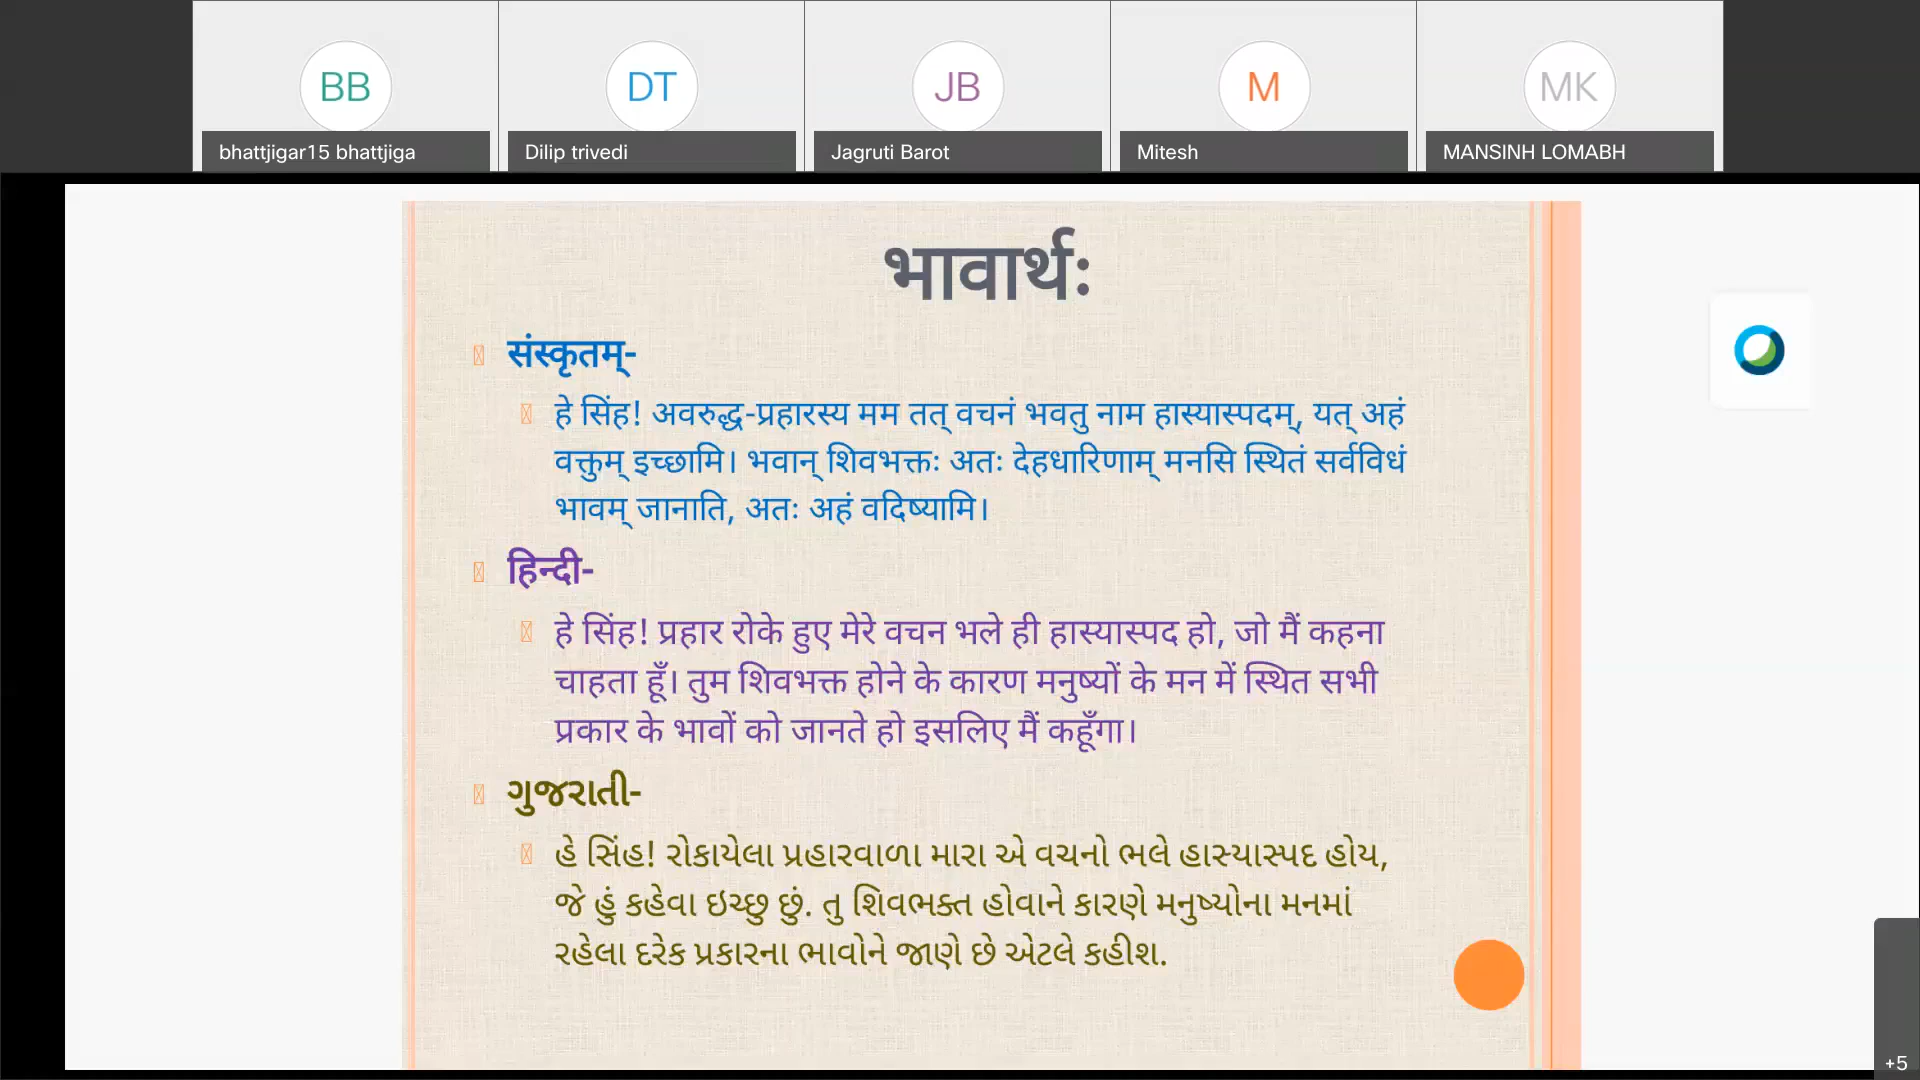 BB
DT
JB
M
MK
bhattjigar15 bhattjiga
Dilip trivedi
Jagruti Barot
Mitesh
MANSINH LOMABH
भावार्थः
संस्कृतम्-
हे सिंह! अवरुद्ध-प्रहारस्य मम तत् वचनं भवतु नाम हास्यास्पदम्, यत् अहं
वक्तुम् इच्छामि। भवान् शिवभक्तः अतः देहधारिणाम् मनसि स्थितं सर्वविधं
भावम् जानाति, अतः अहं वदिष्यामि।
हिन्दी-
हे सिंह! प्रहार रोके हुए मेरे वचन भले ही हास्यास्पद हो, जो मैं कहना
चाहता हूँ। तुम शिवभक्त होने के कारण मनुष्यों के मन में स्थित सभी
प्रकार के भावों को जानते हो इसलिए मैं कहूँगा।
ગુજરાતી-
હે સિંહ! રોકાયેલા પ્રહારવાળા મારા એ વચનો ભલે હાસ્યાસ્પદ હોય,
જે હું કહેવા ઇચ્છુ છું. તુ શિવભક્ત હોવાને કારણે મનુષ્યોના મનમાં
રહેલા દરેક પ્રકારના ભાવોને જાણે છે એટલે કહીશ.
+5